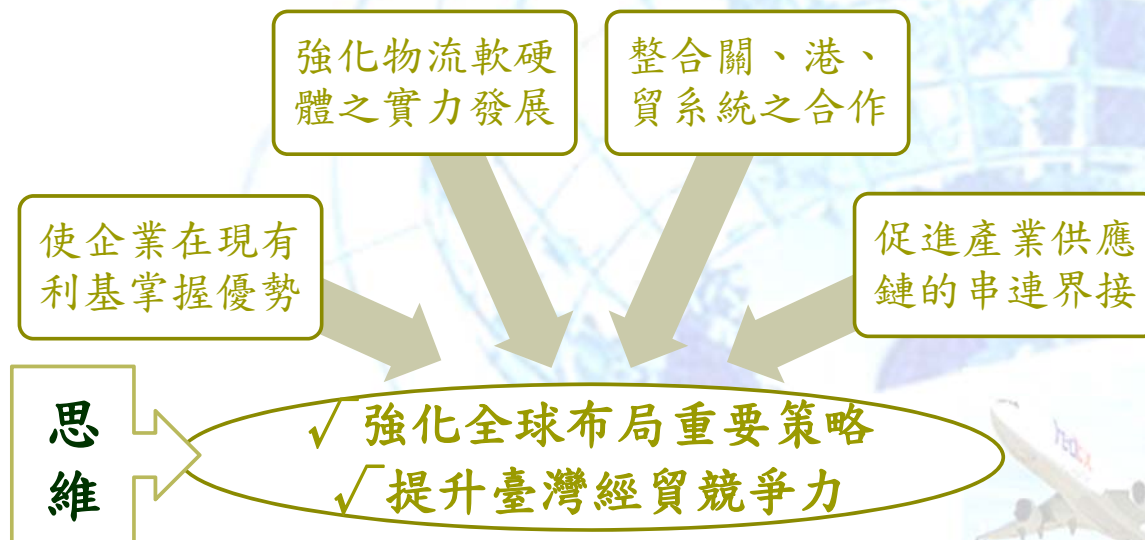 強化物流軟硬
體之實力發展
整合關、港、
貿系統之合作
使企業在現有
利基掌握優勢
促進產業供應
鏈的串連界接
思
維
√ 強化全球布局重要策略
√ 提升臺灣經貿競爭力